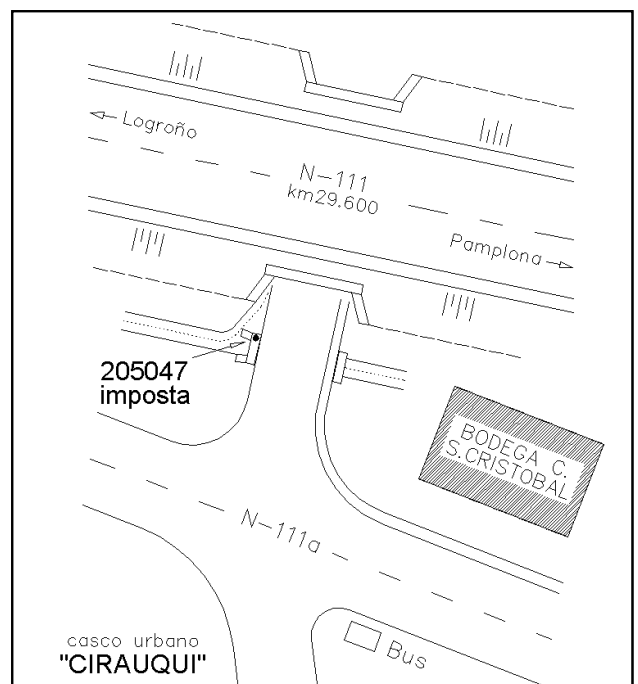 Logroño
N-111
km29.600
Pamplona
205047
imposta
BODEGA C.
S.CRISTOBAL
N-111a
casco urbano
"CIRAUQUI"
Bus